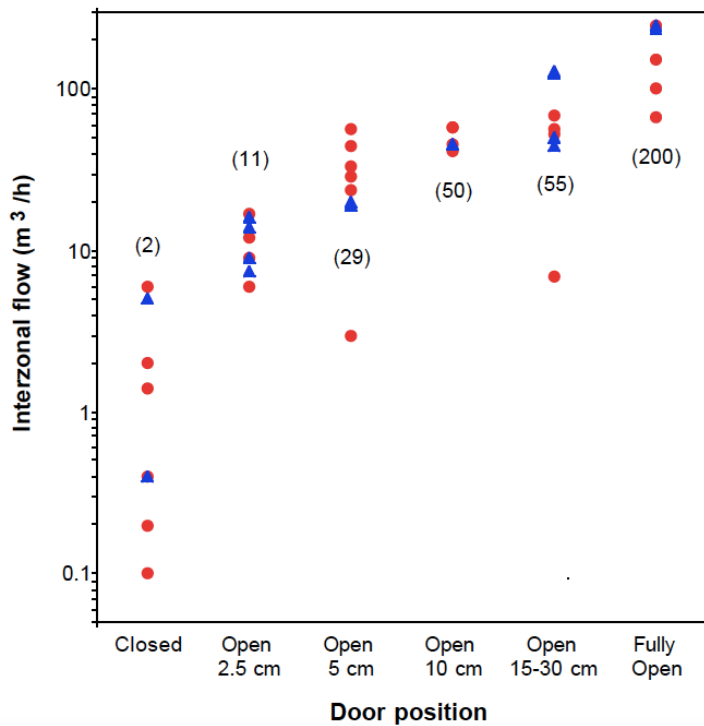 Interzonal flow (m 3 /h)
100
10
1
0.1
(2)
(11)
(29)
(50)
(55)
(200)
Closed
Open
2.5 cm
Open
5 cm
Open
10 cm
Open
15-30 cm
Fully
Open
Door position